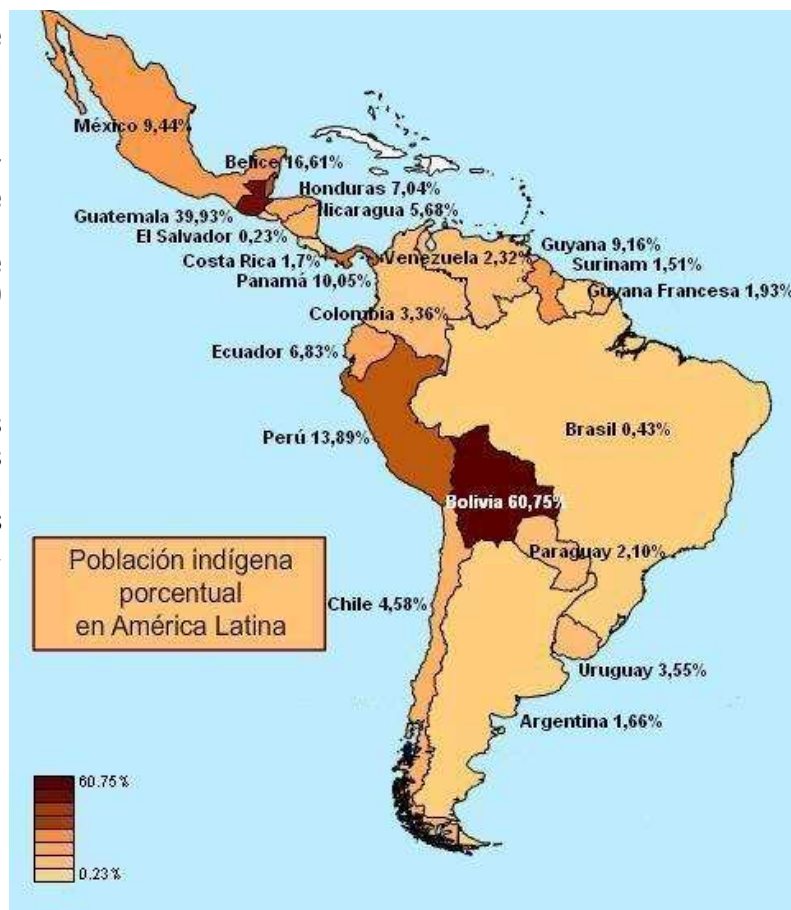 México 9,44%
Belice 16,61%
Honduras 7,04%
Guatemala 39,93%
Nicaragua 5,68%
El Salvador 0,23%
Costa Rica 1,7%
Panamá 10,05%
Venezuela 2,32%
Guyana 9,16%
Surinam 1,51%
Guyana Francesa 1,93%
Colombia 3,36%
Ecuador 6,83%
Perú 13,89%
Brasil 0,43%
Bolivia 60,75%
Paraguay 2,10%
Población indígena
porcentual
en América Latina
Chile 4,58%
Uruguay 3,55%
Argentina 1,66%
60.75%
0.23%